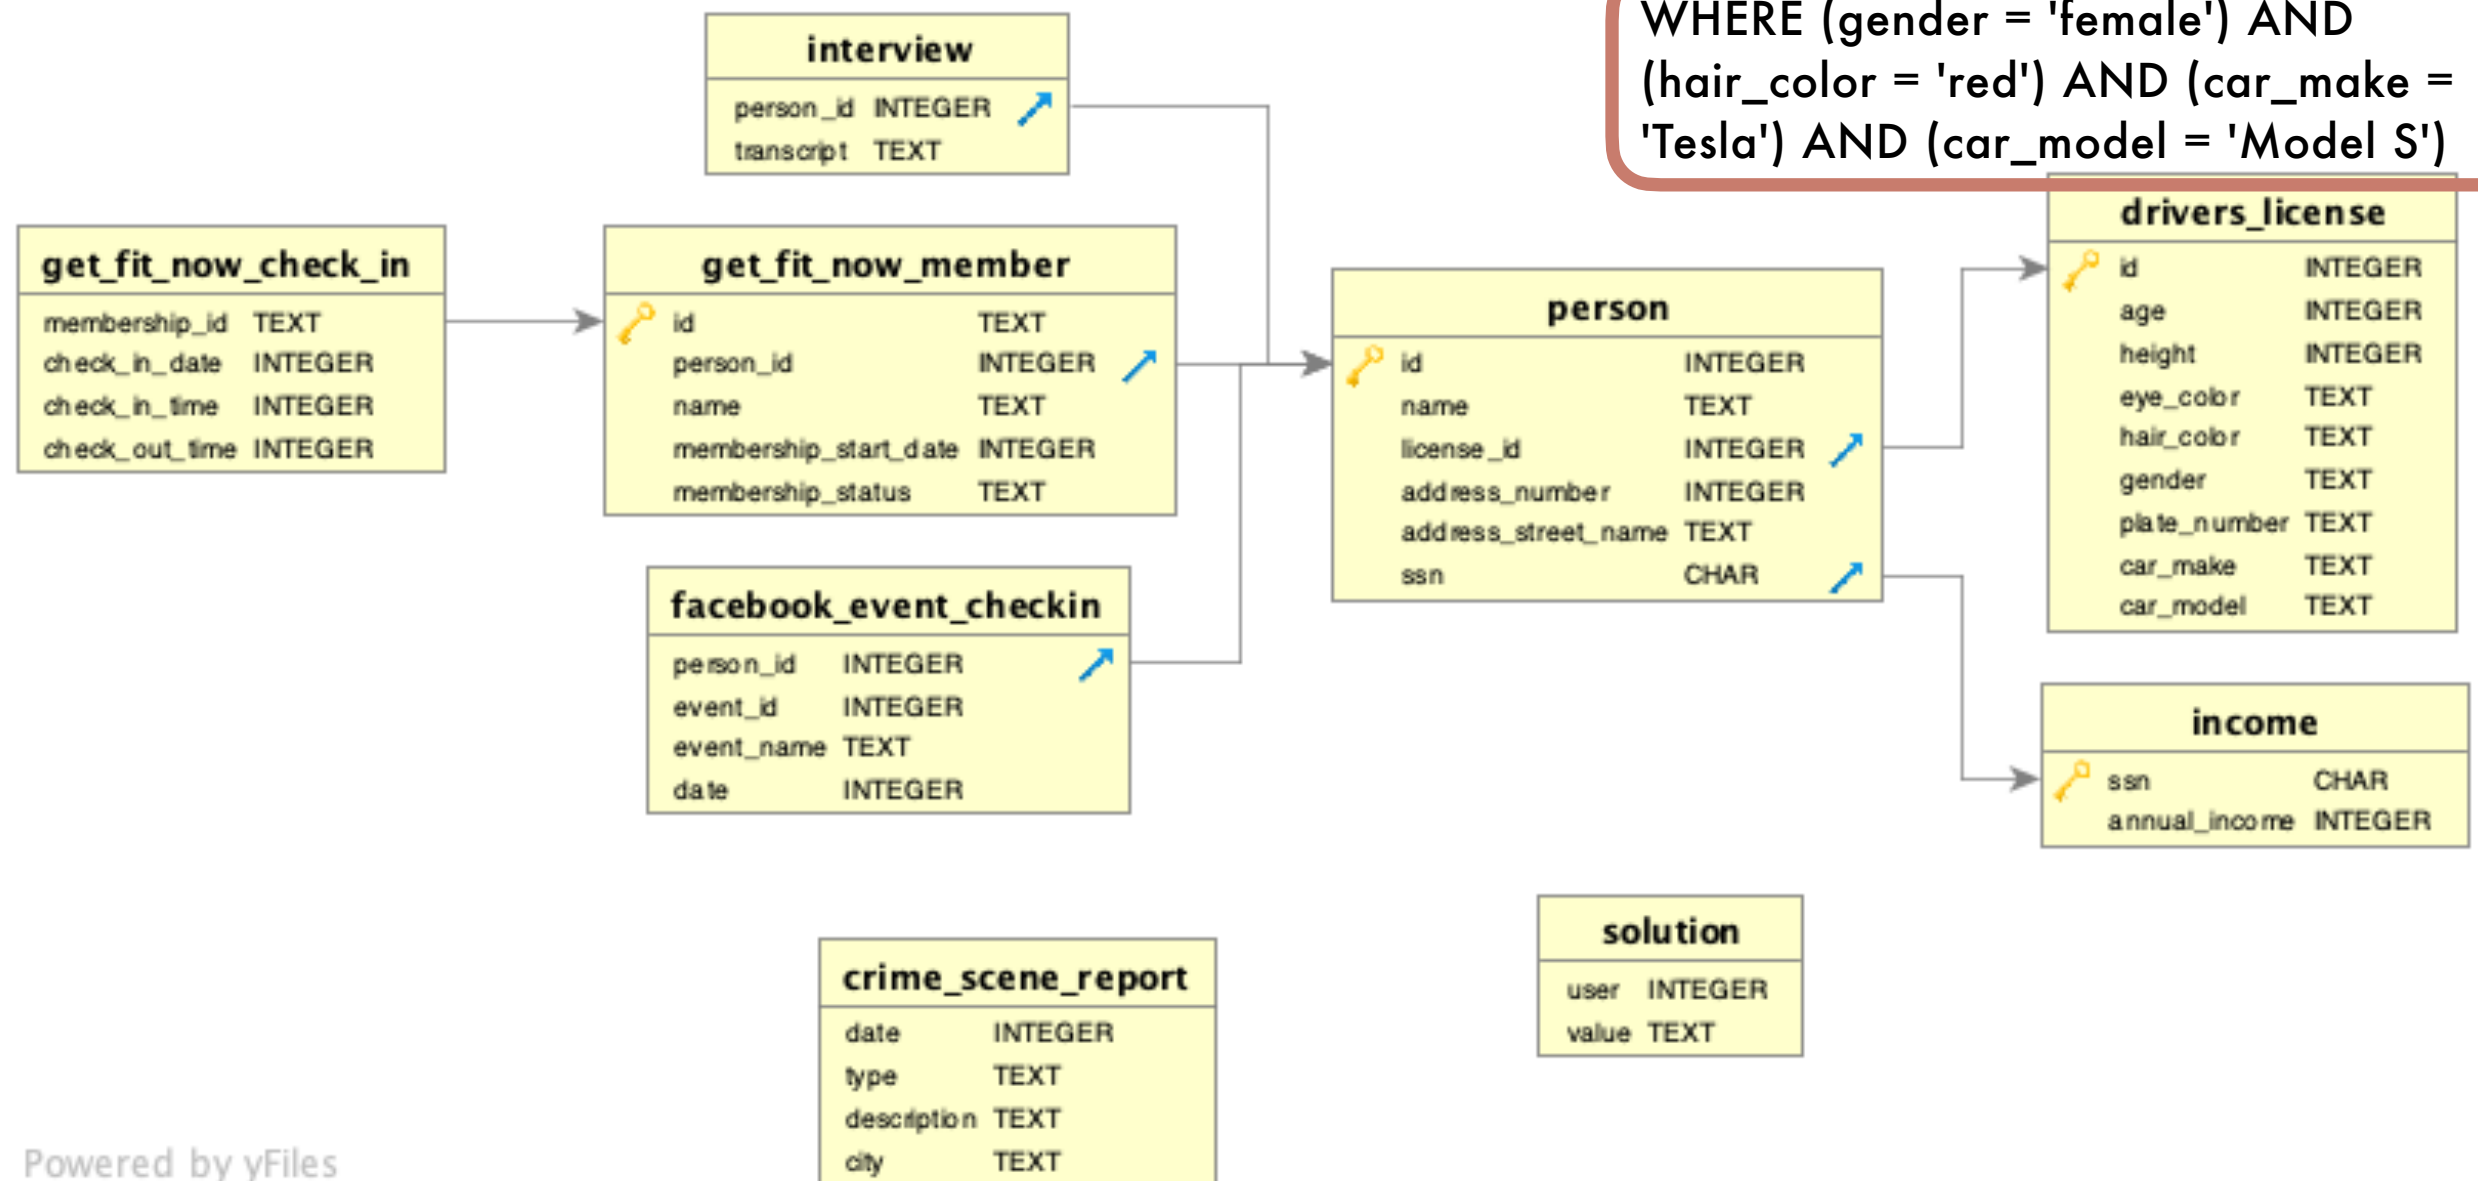 WHERE (gender = 'female') AND
(hair_color = 'red') AND (car_make =
'Tesla') AND (car_model = 'Model S')
interview
person_id INTEGER
transcript TEXT
get_fit_now_check_in
membership_id TEXT
check_in_date INTEGER
check_in_time INTEGER
check_out_time INTEGER
get_fit_now_member
id TEXT
person_id INTEGER
name TEXT
membership_start_date INTEGER
membership_status TEXT
facebook_event_checkin
person_id INTEGER
event_id INTEGER
event_name TEXT
date INTEGER
person
id INTEGER
name TEXT
license_id INTEGER
address_number INTEGER
address_street_name TEXT
ssn CHAR
drivers_license
id INTEGER
age INTEGER
height INTEGER
eye_color TEXT
hair_color TEXT
gender TEXT
plate_number TEXT
car_make TEXT
car_model TEXT
income
ssn CHAR
annual_income INTEGER
crime_scene_report
date INTEGER
type TEXT
description TEXT
city TEXT
solution
user INTEGER
value TEXT
Powered by yFiles